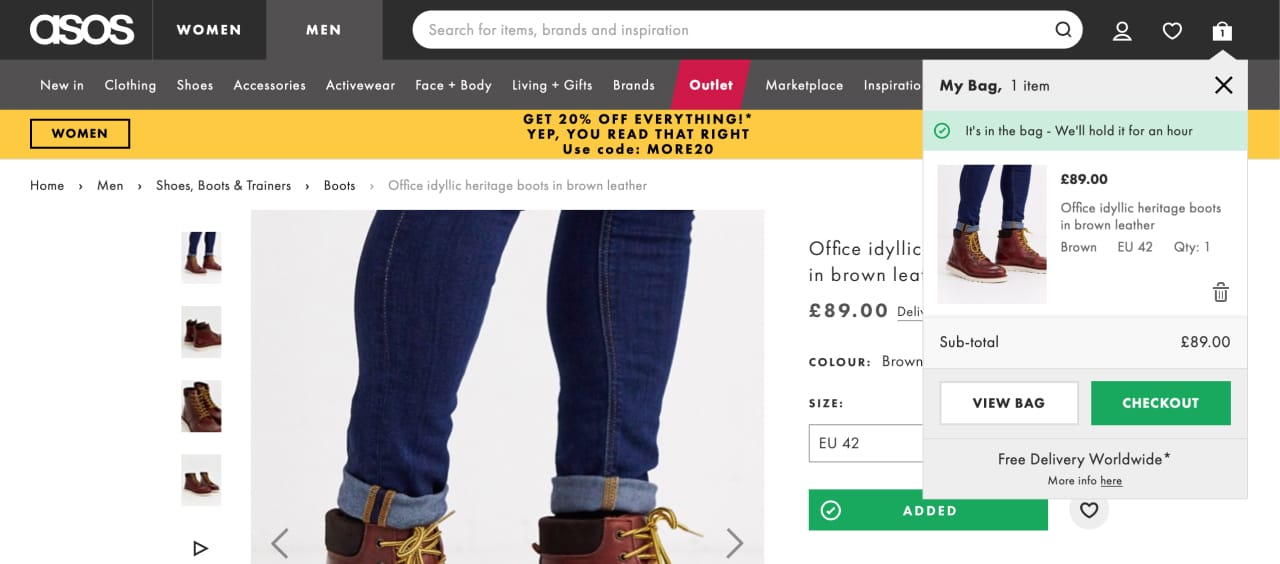 asos
WOMEN
MEN
Search for items, brands and inspiration
1
New in Clothing Shoes Accessories Activewear Face + Body Living + Gifts Brands Outlet Marketplace Inspiratio
WOMEN
GET 20% OFF EVERYTHING!*
YEP, YOU READ THAT RIGHT
Use code: MORE20
Home › Men › Shoes, Boots & Trainers › Boots › Office idyllic heritage boots in brown leather
Office idyllic
in brown lea
£89.00 Deliv
COLOUR: Brown
SIZE:
EU 42
ADDED
My Bag, 1 item
It's in the bag - We'll hold it for an hour
£89.00
Office idyllic heritage boots
in brown leather
Brown EU 42 Qty: 1
Sub-total £89.00
VIEW BAG
CHECKOUT
Free Delivery Worldwide*
More info here